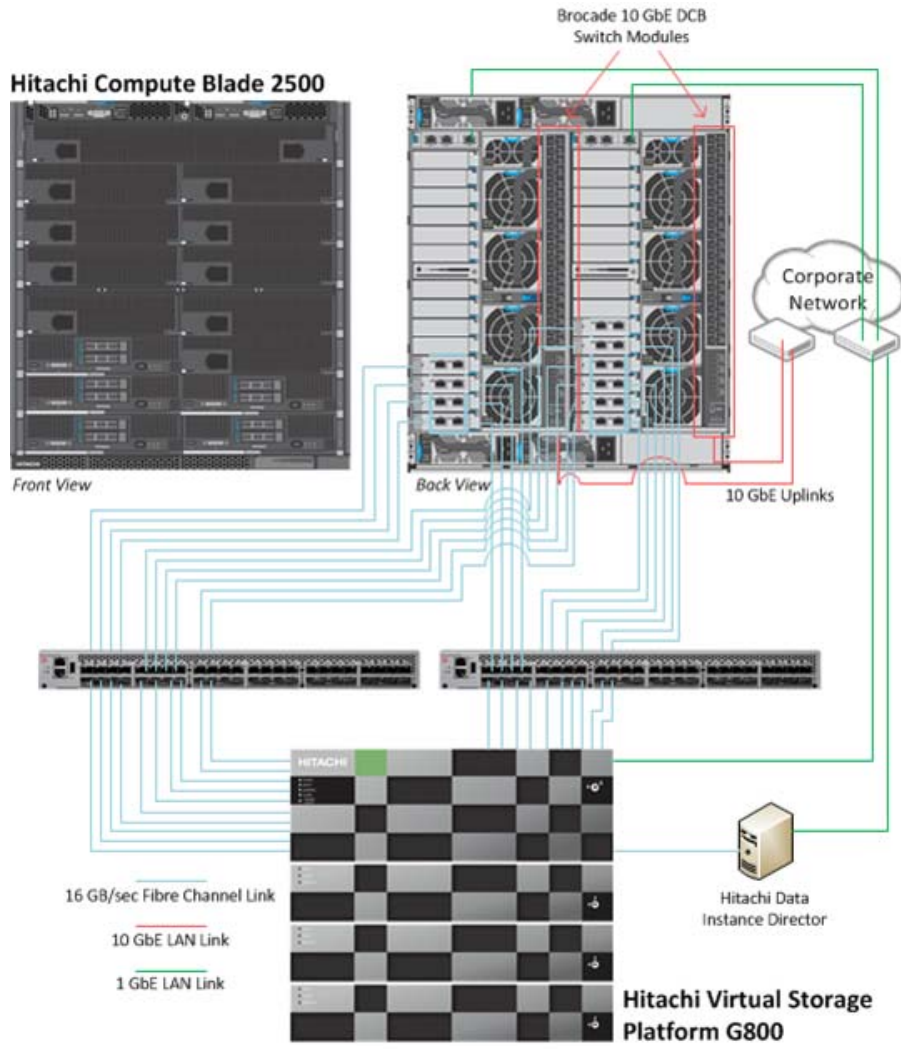 Brocade 10 GbE DCB
Switch Modules
Hitachi Compute Blade 2500
Corporate
Network
Front View
Back View
10 GbE Uplinks
HITACHI
16 GB/sec Fibre Channel Link
10 GbE LAN Link
1 GbE LAN Link
Hitachi Data
Instance Director
Hitachi Virtual Storage
Platform G800